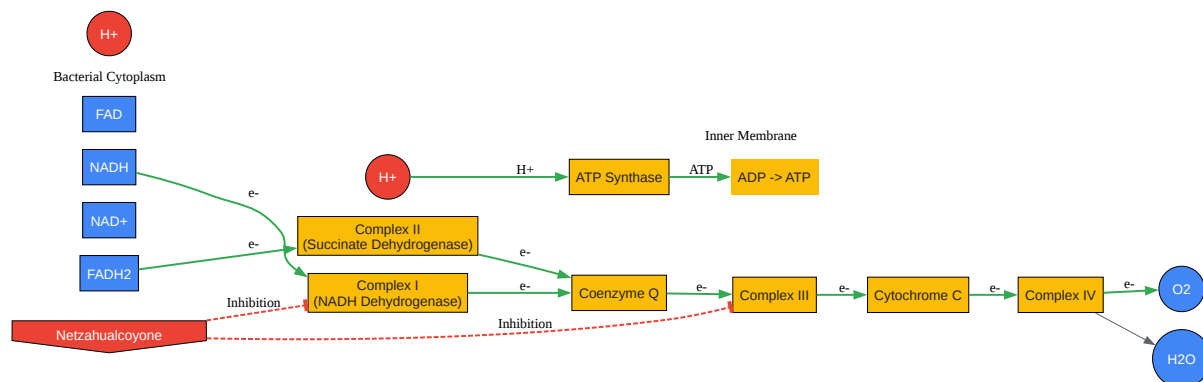 H+
Bacterial Cytoplasm
FAD
NADH
NAD+
FADH2
Netzahualcoyone
e-
e-
Inhibition
Inhibition
Inner Membrane
H+
H+
ATP Synthase
ATP
ADP -> ATP
Complex II
(Succinate Dehydrogenase)
e-
Complex I
(NADH Dehydrogenase)
e-
Coenzyme Q
e-
Complex III
e-
Cytochrome C
e-
Complex IV
e-
O2
H2O